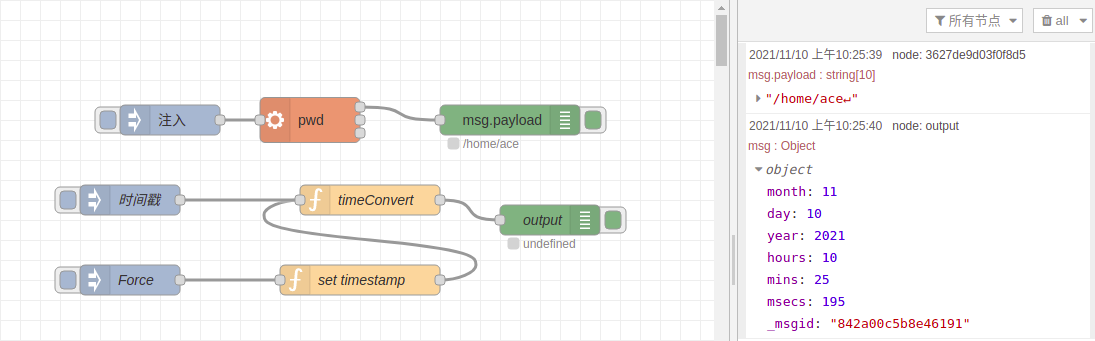 注入
pwd
msg.payload
/home/ace
时间戳
timeConvert
output
undefined
Force
set timestamp
所有节点
all
2021/11/10 上午10:25:39 node: 3627de9d03f0f8d5
msg.payload : string[10]
"/home/ace↵"
2021/11/10 上午10:25:40 node: output
msg : Object
object
month: 11
day: 10
year: 2021
hours: 10
mins: 25
msecs: 195
_msgid: "842a00c5b8e46191"